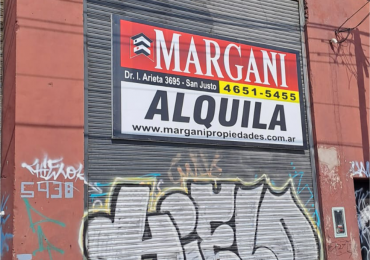 MARGANI
Dr. I. Arieta 3695 - San Justo
4651-5455
ALQUILA
www.marganipropiedades.com.ar
5938